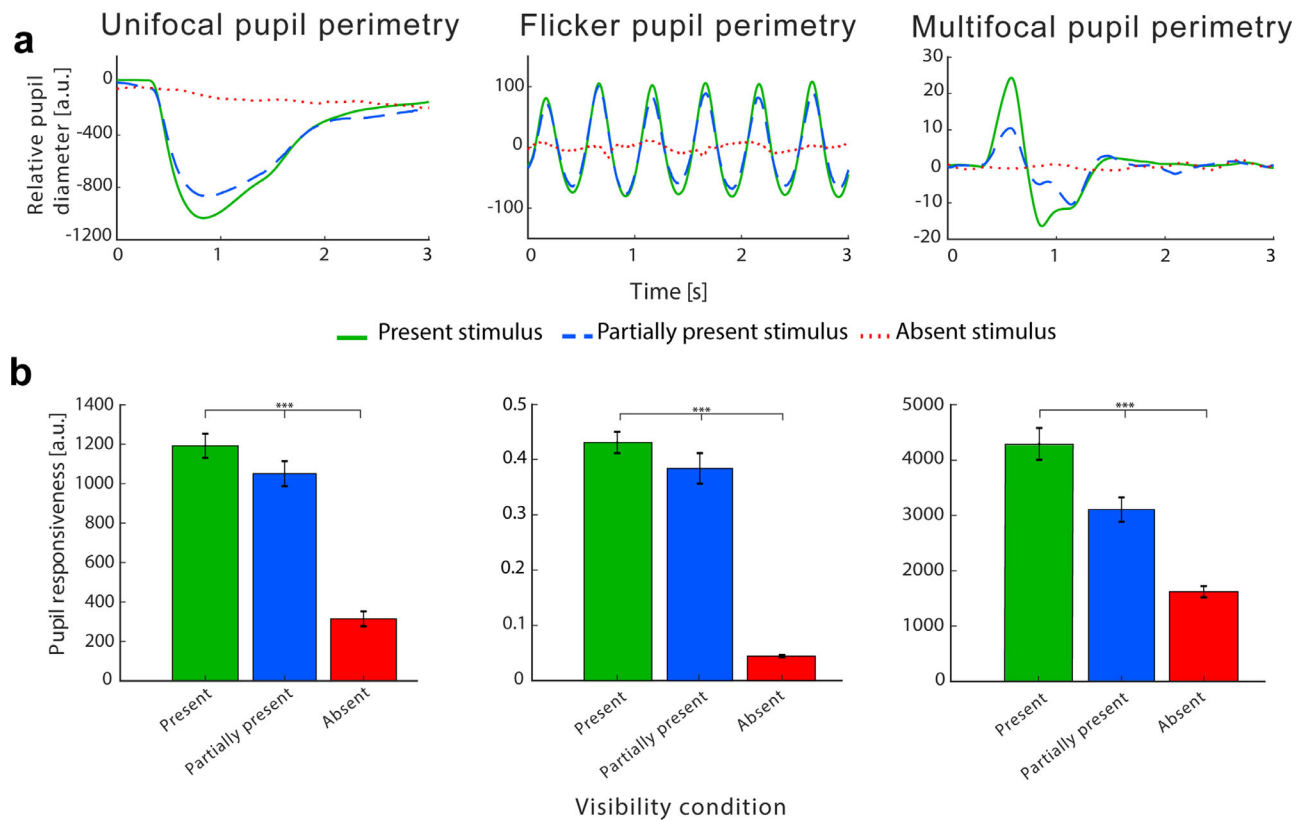 a
Unifocal pupil perimetry
Flicker pupil perimetry
Multifocal pupil perimetry
Relative pupil
diameter [a.u.]
0
-400
-800
-1200
0 1 2 3
100
0
-100
0 1 2 3
30
20
10
0
-10
-20
0 1 2 3
Time [s]
Present stimulus Partially present stimulus Absent stimulus
b
Pupil responsiveness [a.u.]
1400
1200
1000
800
600
400
200
0
***
Present
Partially present
Absent
0.5
0.4
0.3
0.2
0.1
0
***
Present
Partially present
Absent
5000
4000
3000
2000
1000
0
***
Present
Partially present
Absent
Visibility condition